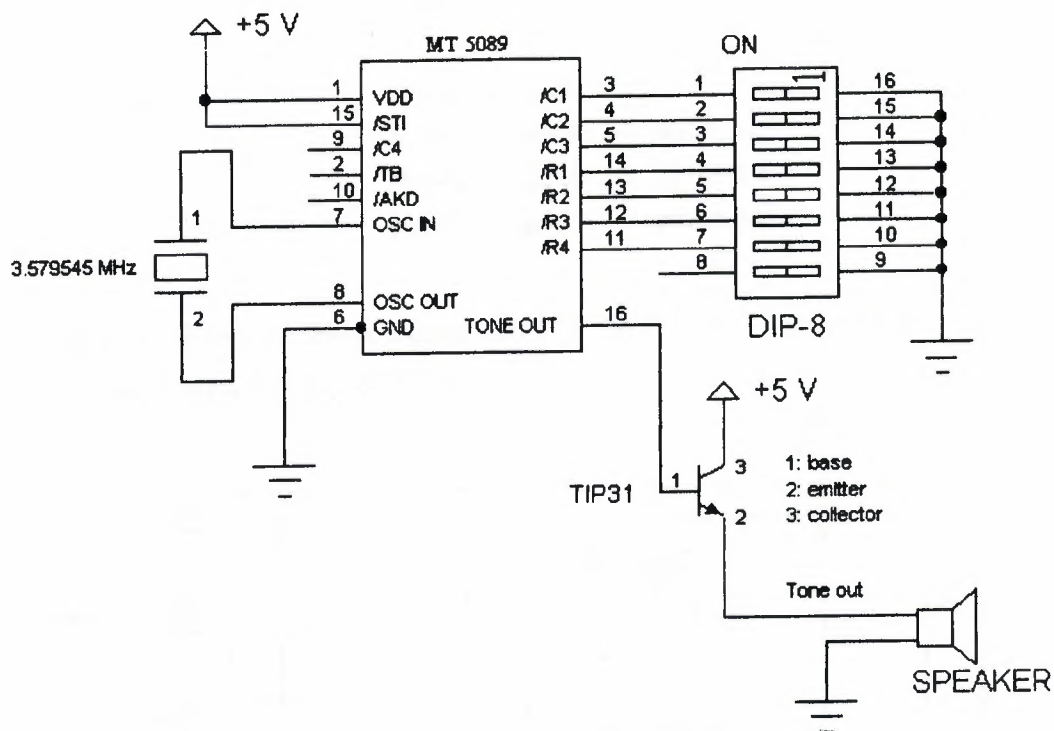 +5 V
MT 5089
ON
1 VDD
15 /STI
9 /C4
2 /TB
10 /AKD
7 OSC IN
8 OSC OUT
6 GND
/C1 3
/C2 4
/C3 5
/R1 14
/R2 13
/R3 12
/R4 11
TONE OUT 16
1 16
2 15
3 14
4 13
5 12
6 11
7 10
8 9
DIP-8
1
3.579545 MHz
2
+5 V
TIP31
1
3
2
1: base
2: emitter
3: collector
Tone out
SPEAKER